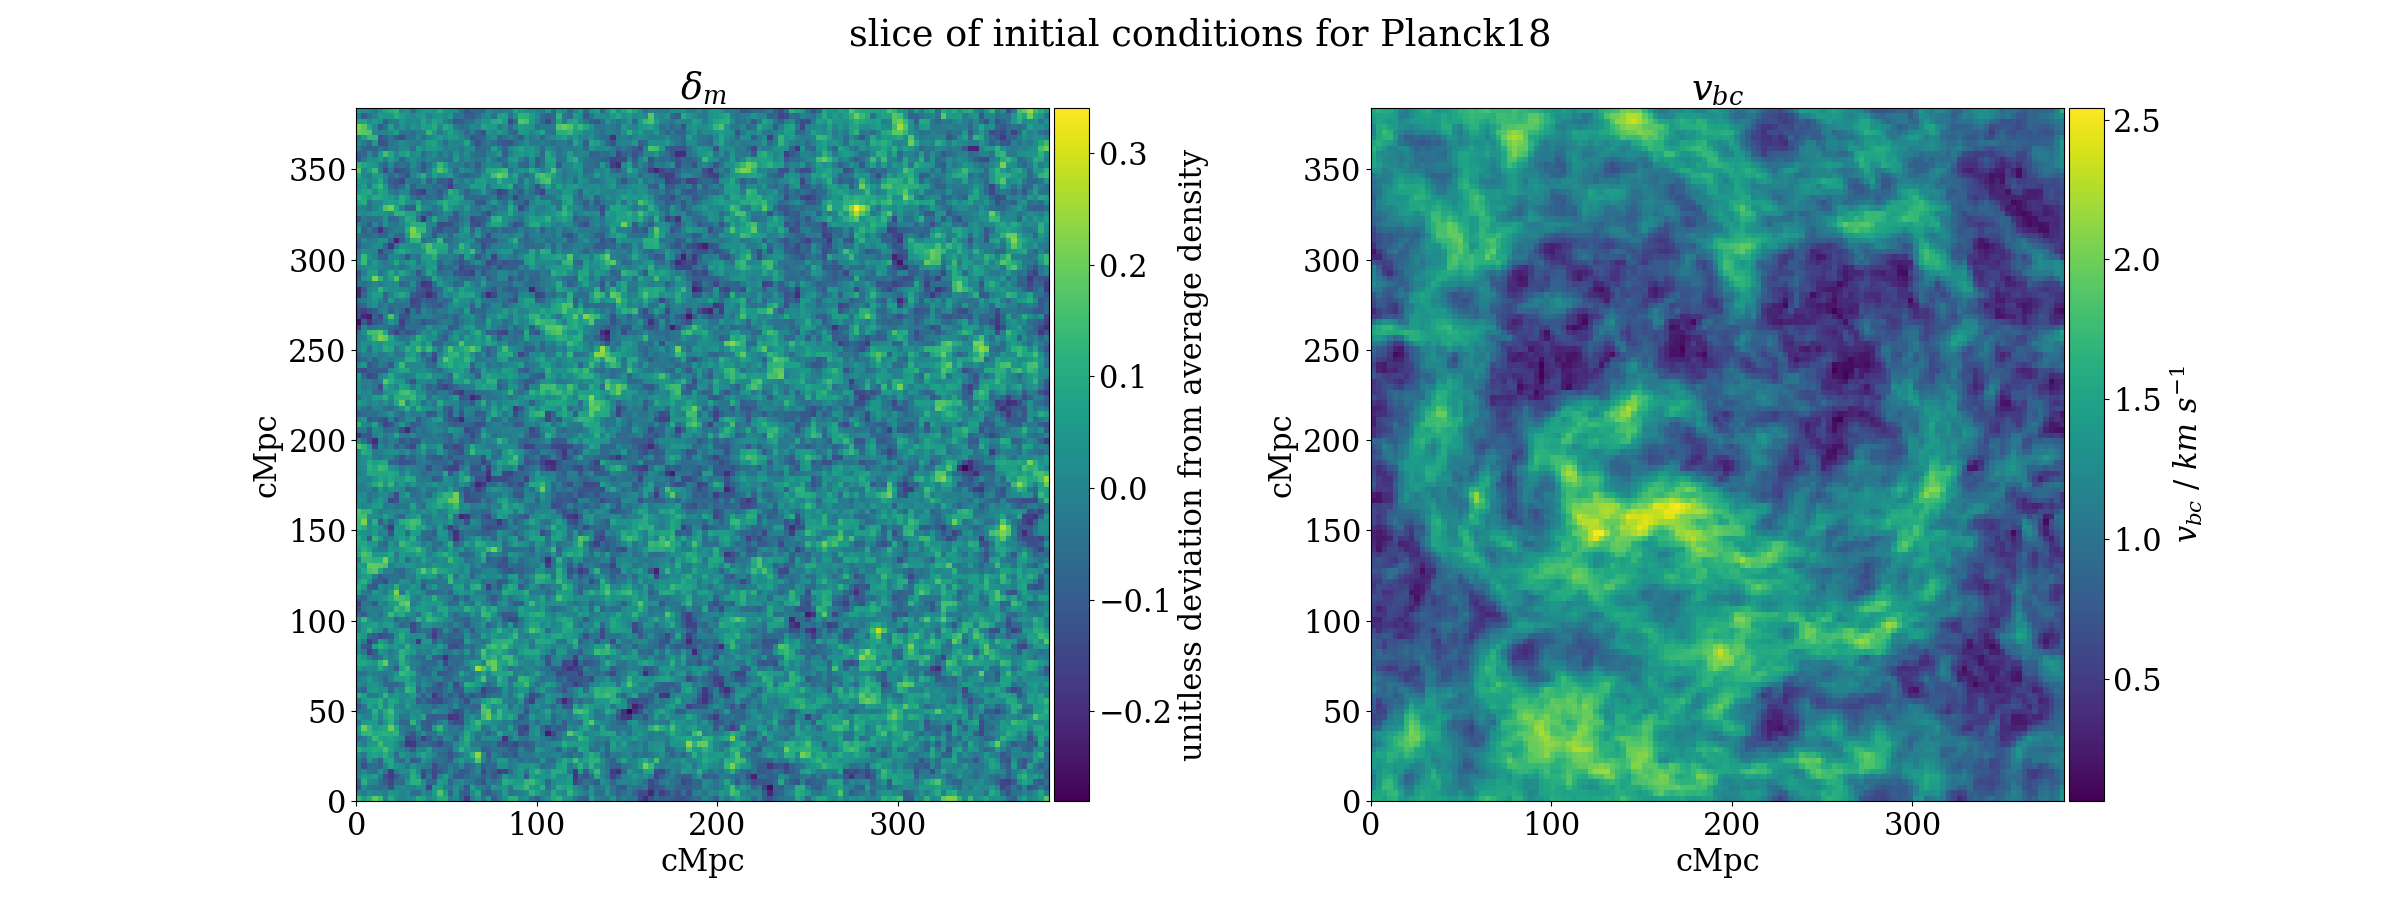 slice of initial conditions for Planck18
δm
350
300
250
200
150
100
50
0
0 100 200 300
cMpc
cMpc
0.3
0.2
0.1
0.0
−0.1
−0.2
unitless deviation from average density
vbc
350
300
250
200
150
100
50
0
0 100 200 300
cMpc
cMpc
2.5
2.0
1.5
1.0
0.5
vbc / km s−1